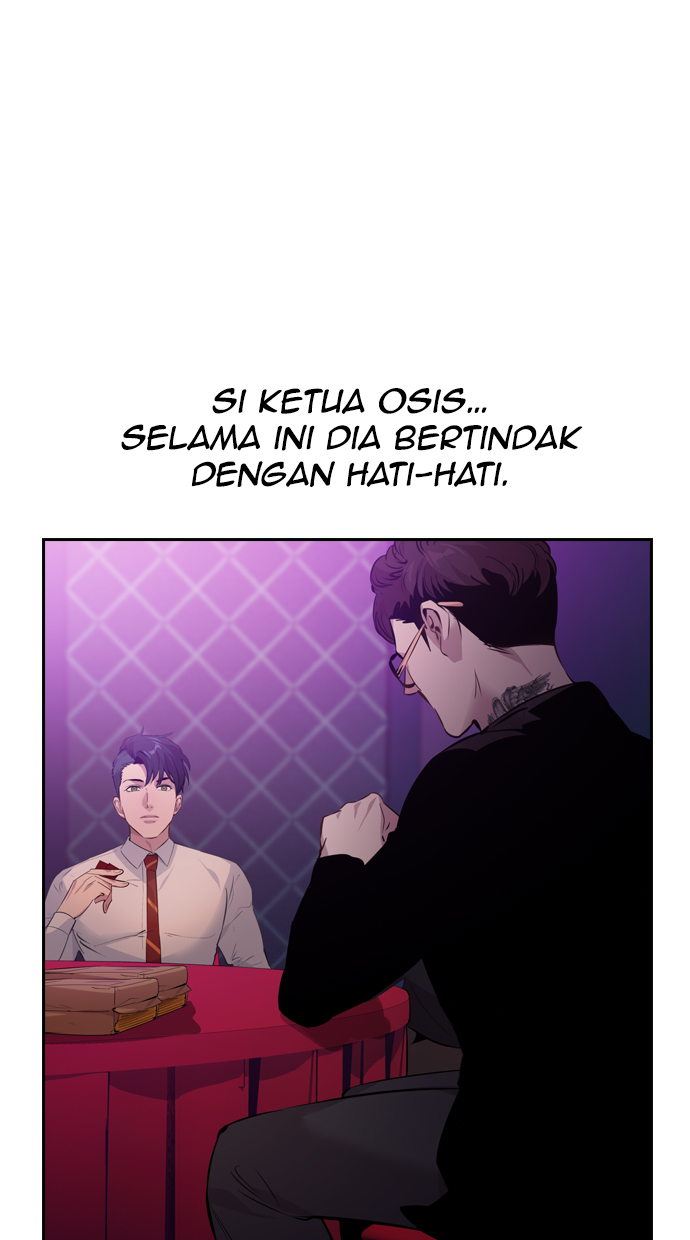 SI KETUA OSIS...
SELAMA INI DIA BERTINDAK
DENGAN HATI-HATI.